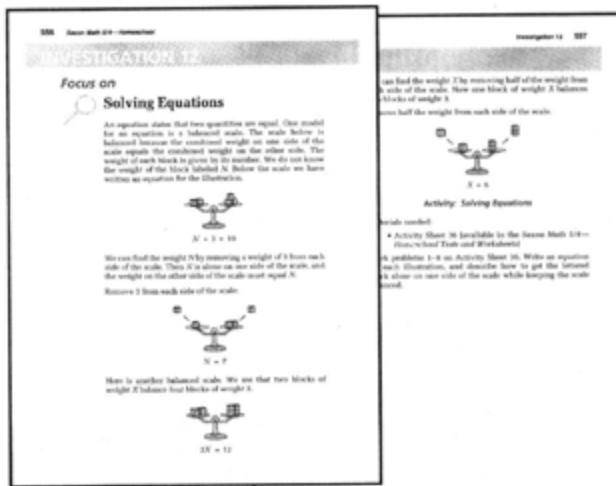 556 Saxon Math 5/4—Homeschool
INVESTIGATION 12
Focus on
Solving Equations
An equation states that two quantities are equal. One model
for an equation is a balanced scale. The scale below is
balanced because the combined weight on one side of the
scale equals the combined weight on the other side. The
weight of each block is given by its number. We do not know
the weight of the block labeled N. Below the scale we have
written an equation for the illustration.
N + 3 = 10
We can find the weight N by removing a weight of 3 from each
side of the scale. Then N is alone on one side of the scale, and
the weight on the other side of the scale must equal N.
Remove 3 from each side of the scale:
N = 7
Here is another balanced scale. We see that two blocks of
weight X balance four blocks of weight 3.
2X = 12
Investigation 12 557
can find the weight X by removing half of the weight from
side of the scale. Now one block of weight X balances
blocks of weight 3.
half the weight from each side of the scale.
X = 6
Activity: Solving Equations
needed:
• Activity Sheet 36 (available in the Saxon Math 5/4—
Homeschool Tests and Worksheets)
problems 1–8 on Activity Sheet 36. Write an equation
each illustration, and describe how to get the lettered
alone on one side of the scale while keeping the scale